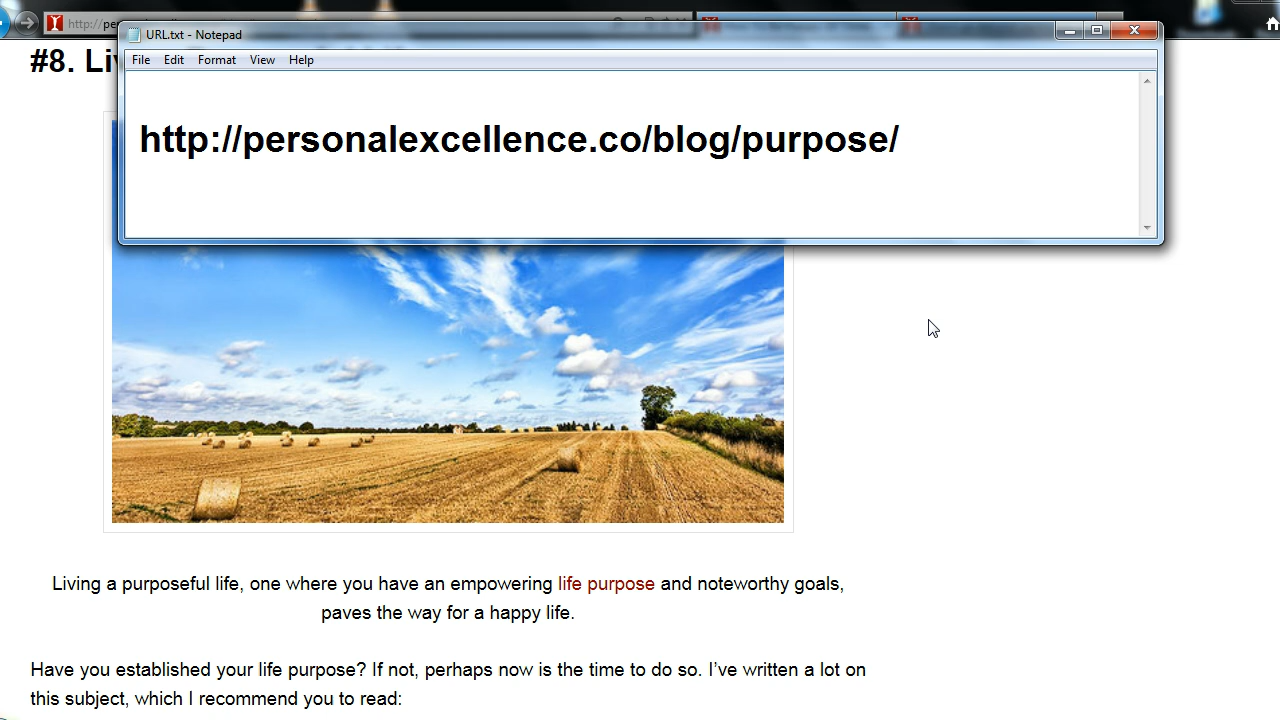 http://pe
URL.txt - Notepad
#8. Li
File Edit Format View Help
http://personalexcellence.co/blog/purpose/
Living a purposeful life, one where you have an empowering life purpose and noteworthy goals,
paves the way for a happy life.
Have you established your life purpose? If not, perhaps now is the time to do so. I’ve written a lot on
this subject, which I recommend you to read: